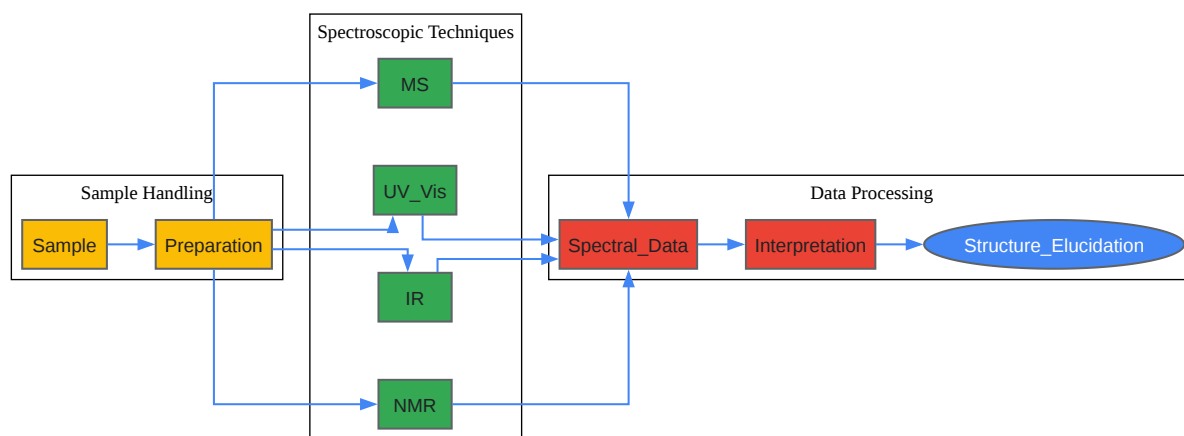 Spectroscopic Techniques
MS
UV_Vis
IR
NMR
Sample Handling
Sample
Preparation
Data Processing
Spectral_Data
Interpretation
Structure_Elucidation